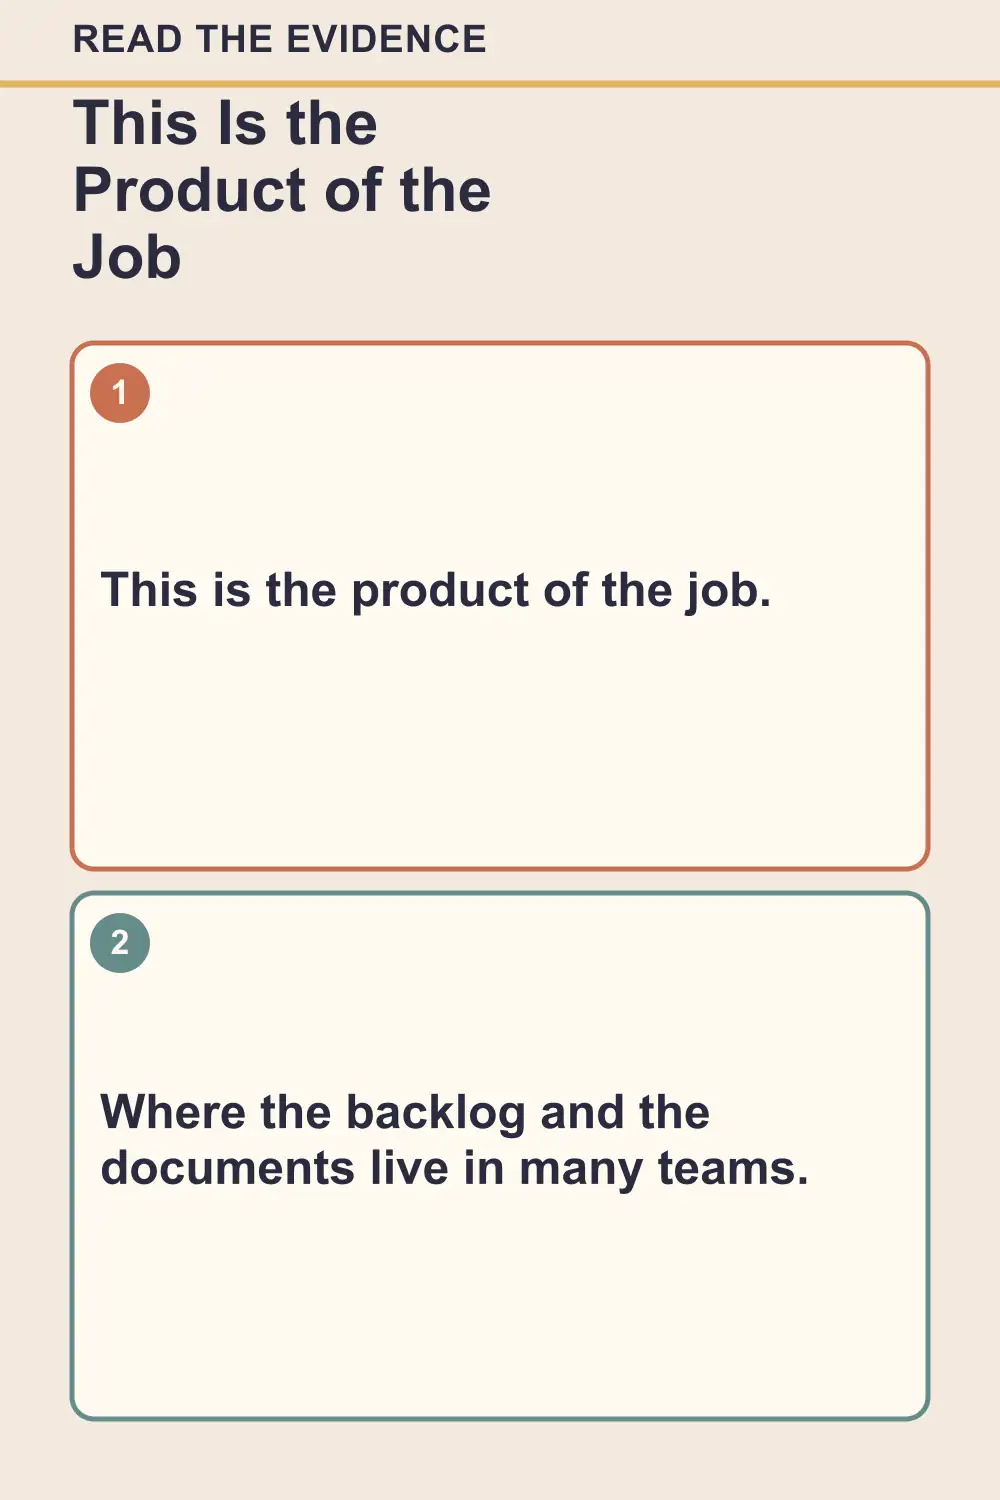 READ THE EVIDENCE
This Is the
Product of the
Job
1
This is the product of the job.
2
Where the backlog and the
documents live in many teams.